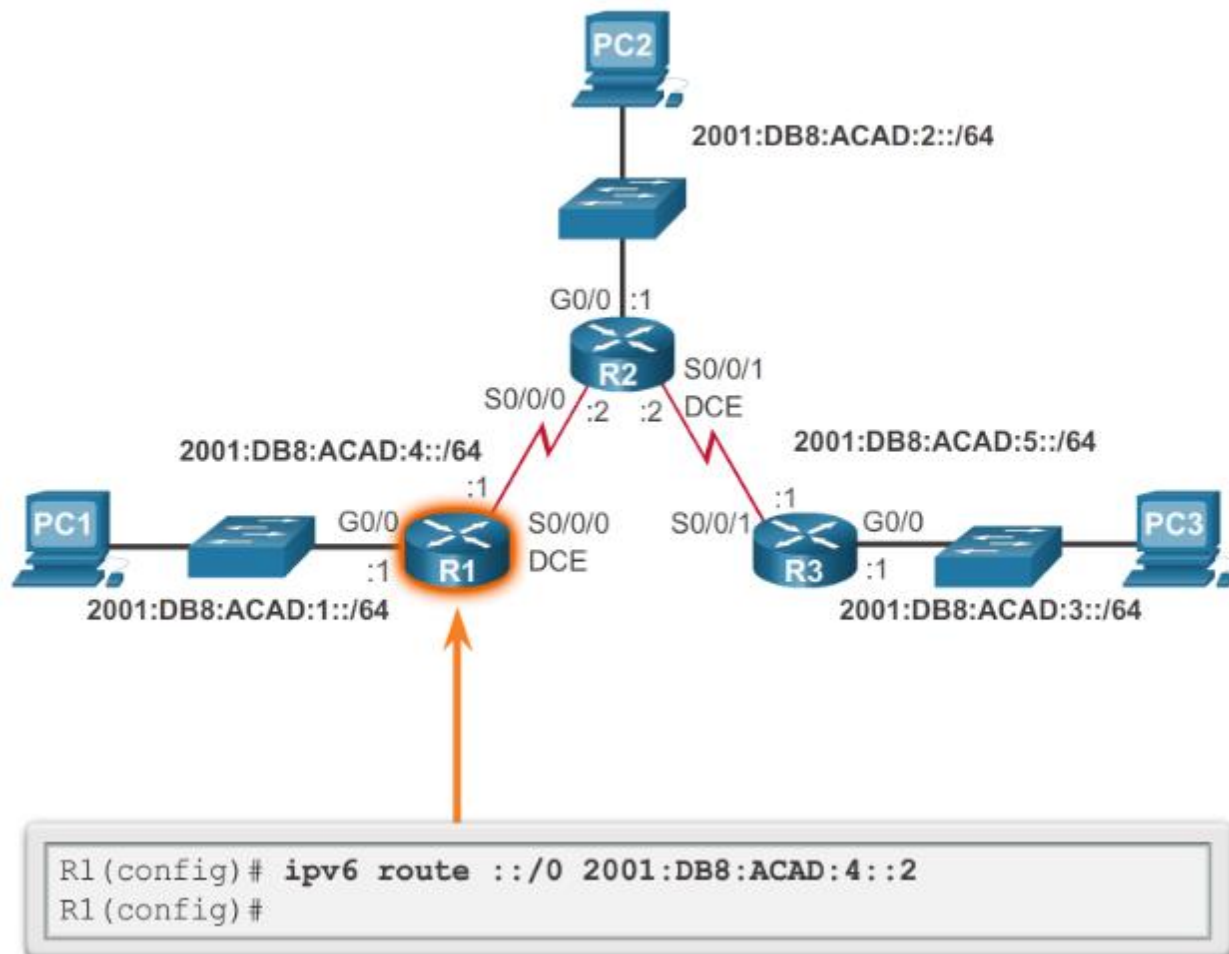 PC2
2001:DB8:ACAD:2::/64
G0/0 :1
R2
S0/0/1
S0/0/0
:2 :2 DCE
2001:DB8:ACAD:4::/64
2001:DB8:ACAD:5::/64
:1
:1
PC1
G0/0
S0/0/0
S0/0/1
G0/0
PC3
:1
R1
DCE
R3
:1
2001:DB8:ACAD:1::/64
2001:DB8:ACAD:3::/64
R1(config)# ipv6 route ::/0 2001:DB8:ACAD:4::2
R1(config)#